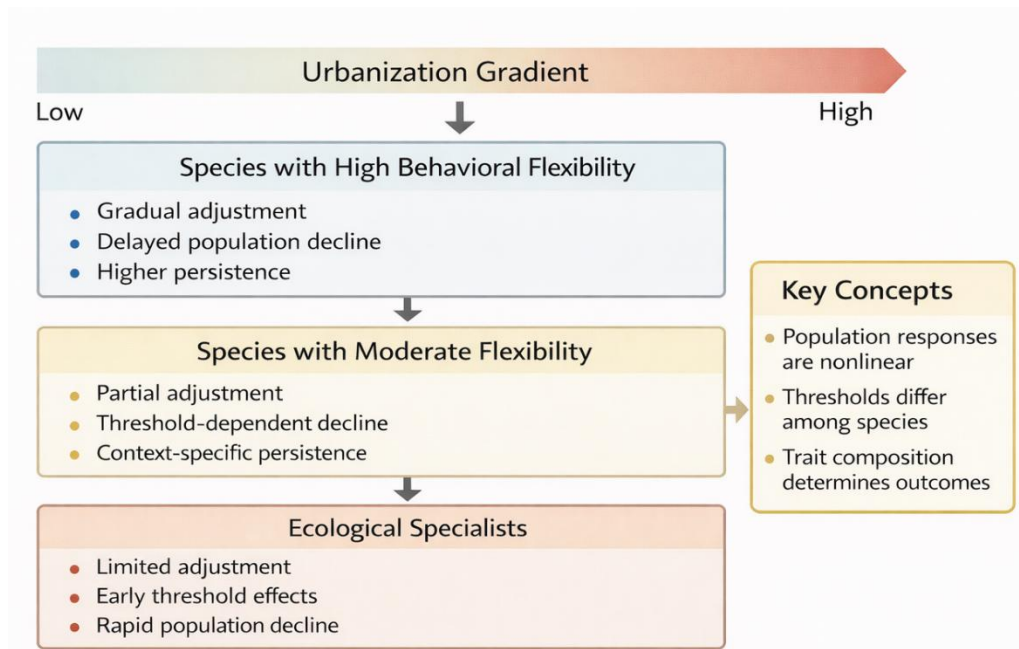 Urbanization Gradient
Low
High
Species with High Behavioral Flexibility
Gradual adjustment
Delayed population decline
Higher persistence
Species with Moderate Flexibility
Partial adjustment
Threshold-dependent decline
Context-specific persistence
Ecological Specialists
Limited adjustment
Early threshold effects
Rapid population decline
Key Concepts
Population responses
are nonlinear
Thresholds differ
among species
Trait composition
determines outcomes